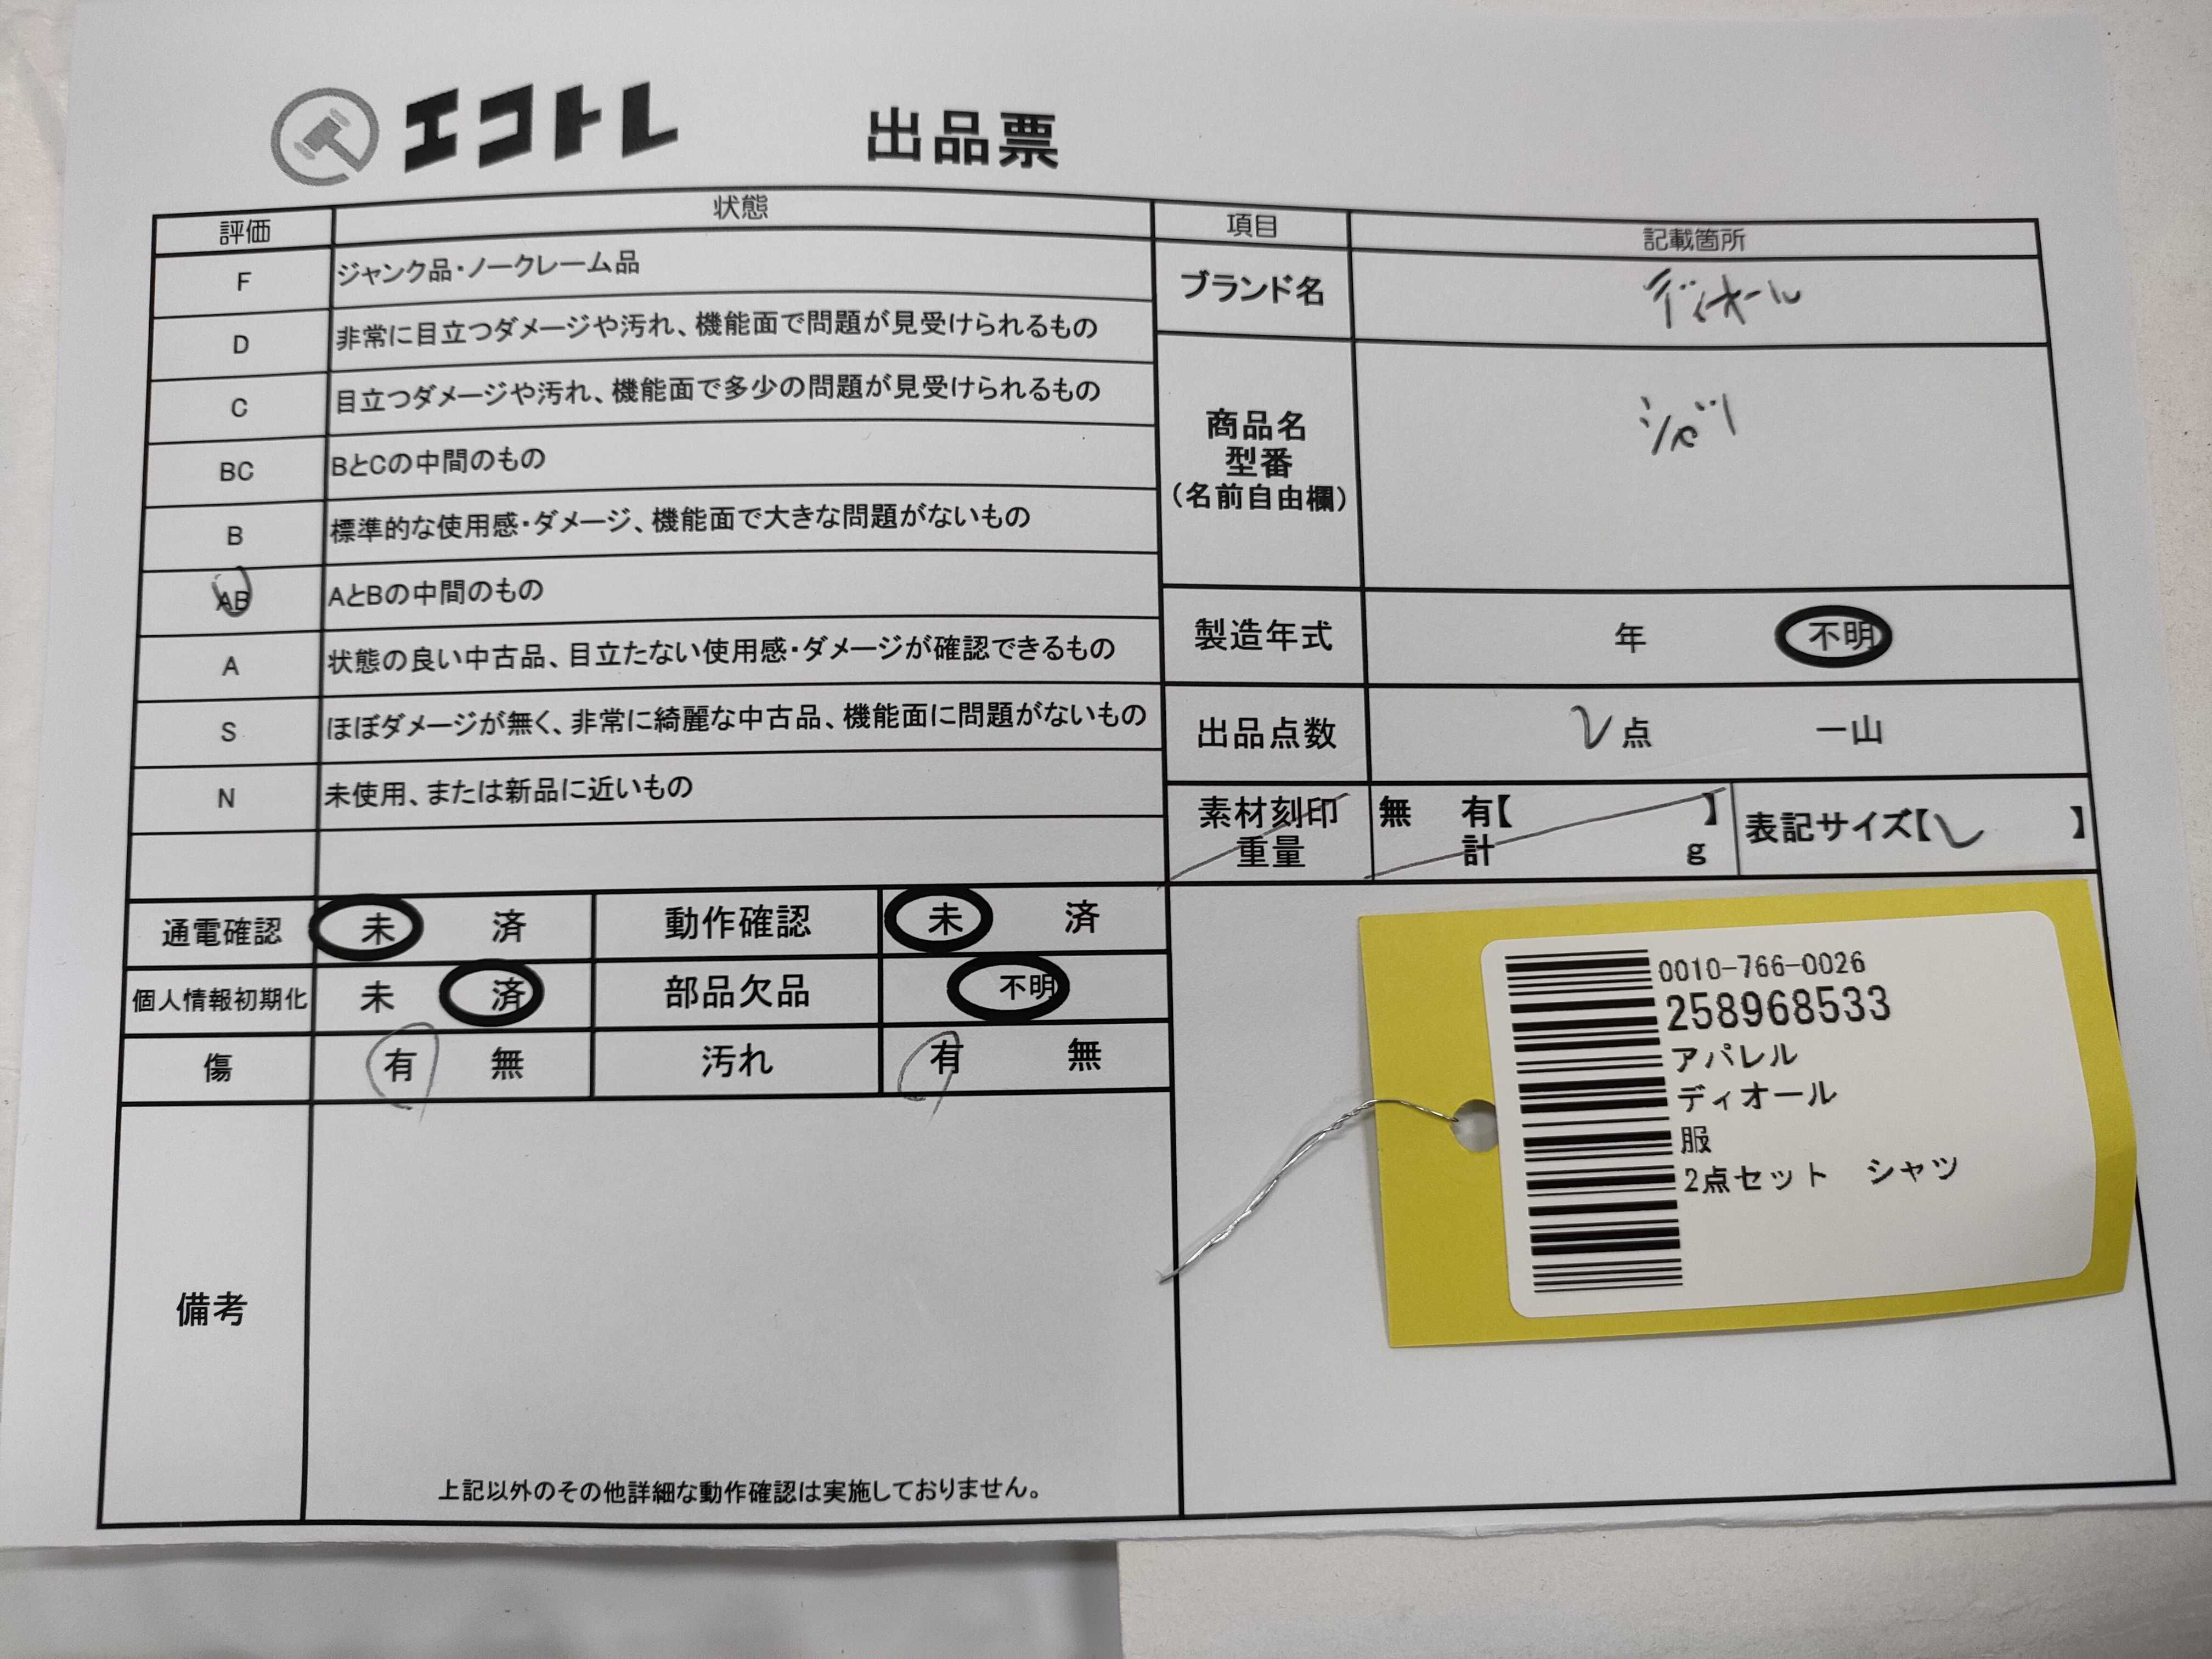 エコトレ 出品票
評価 状態
F ジャンク品・ノークレーム品
D 非常に目立つダメージや汚れ、機能面で問題が見受けられるもの
C 目立つダメージや汚れ、機能面で多少の問題が見受けられるもの
BC BとCの中間のもの
B 標準的な使用感・ダメージ、機能面で大きな問題がないもの
AB AとBの中間のもの
A 状態の良い中古品、目立たない使用感・ダメージが確認できるもの
S ほぼダメージが無く、非常に綺麗な中古品、機能面に問題がないもの
N 未使用、または新品に近いもの
項目 記載箇所
ブランド名 ディオール
商品名
型番
(名前自由欄)
シャツ
製造年式 年 不明
出品点数 2点 一山
素材刻印 無 有【 】
重量 計 g
表記サイズ【L 】
通電確認 未 済 動作確認 未 済
個人情報初期化 未 済 部品欠品 不明
傷 有 無 汚れ 有 無
備考
上記以外のその他詳細な動作確認は実施しておりません。
0010-766-0026
258968533
アパレル
ディオール
服
2点セット シャツ